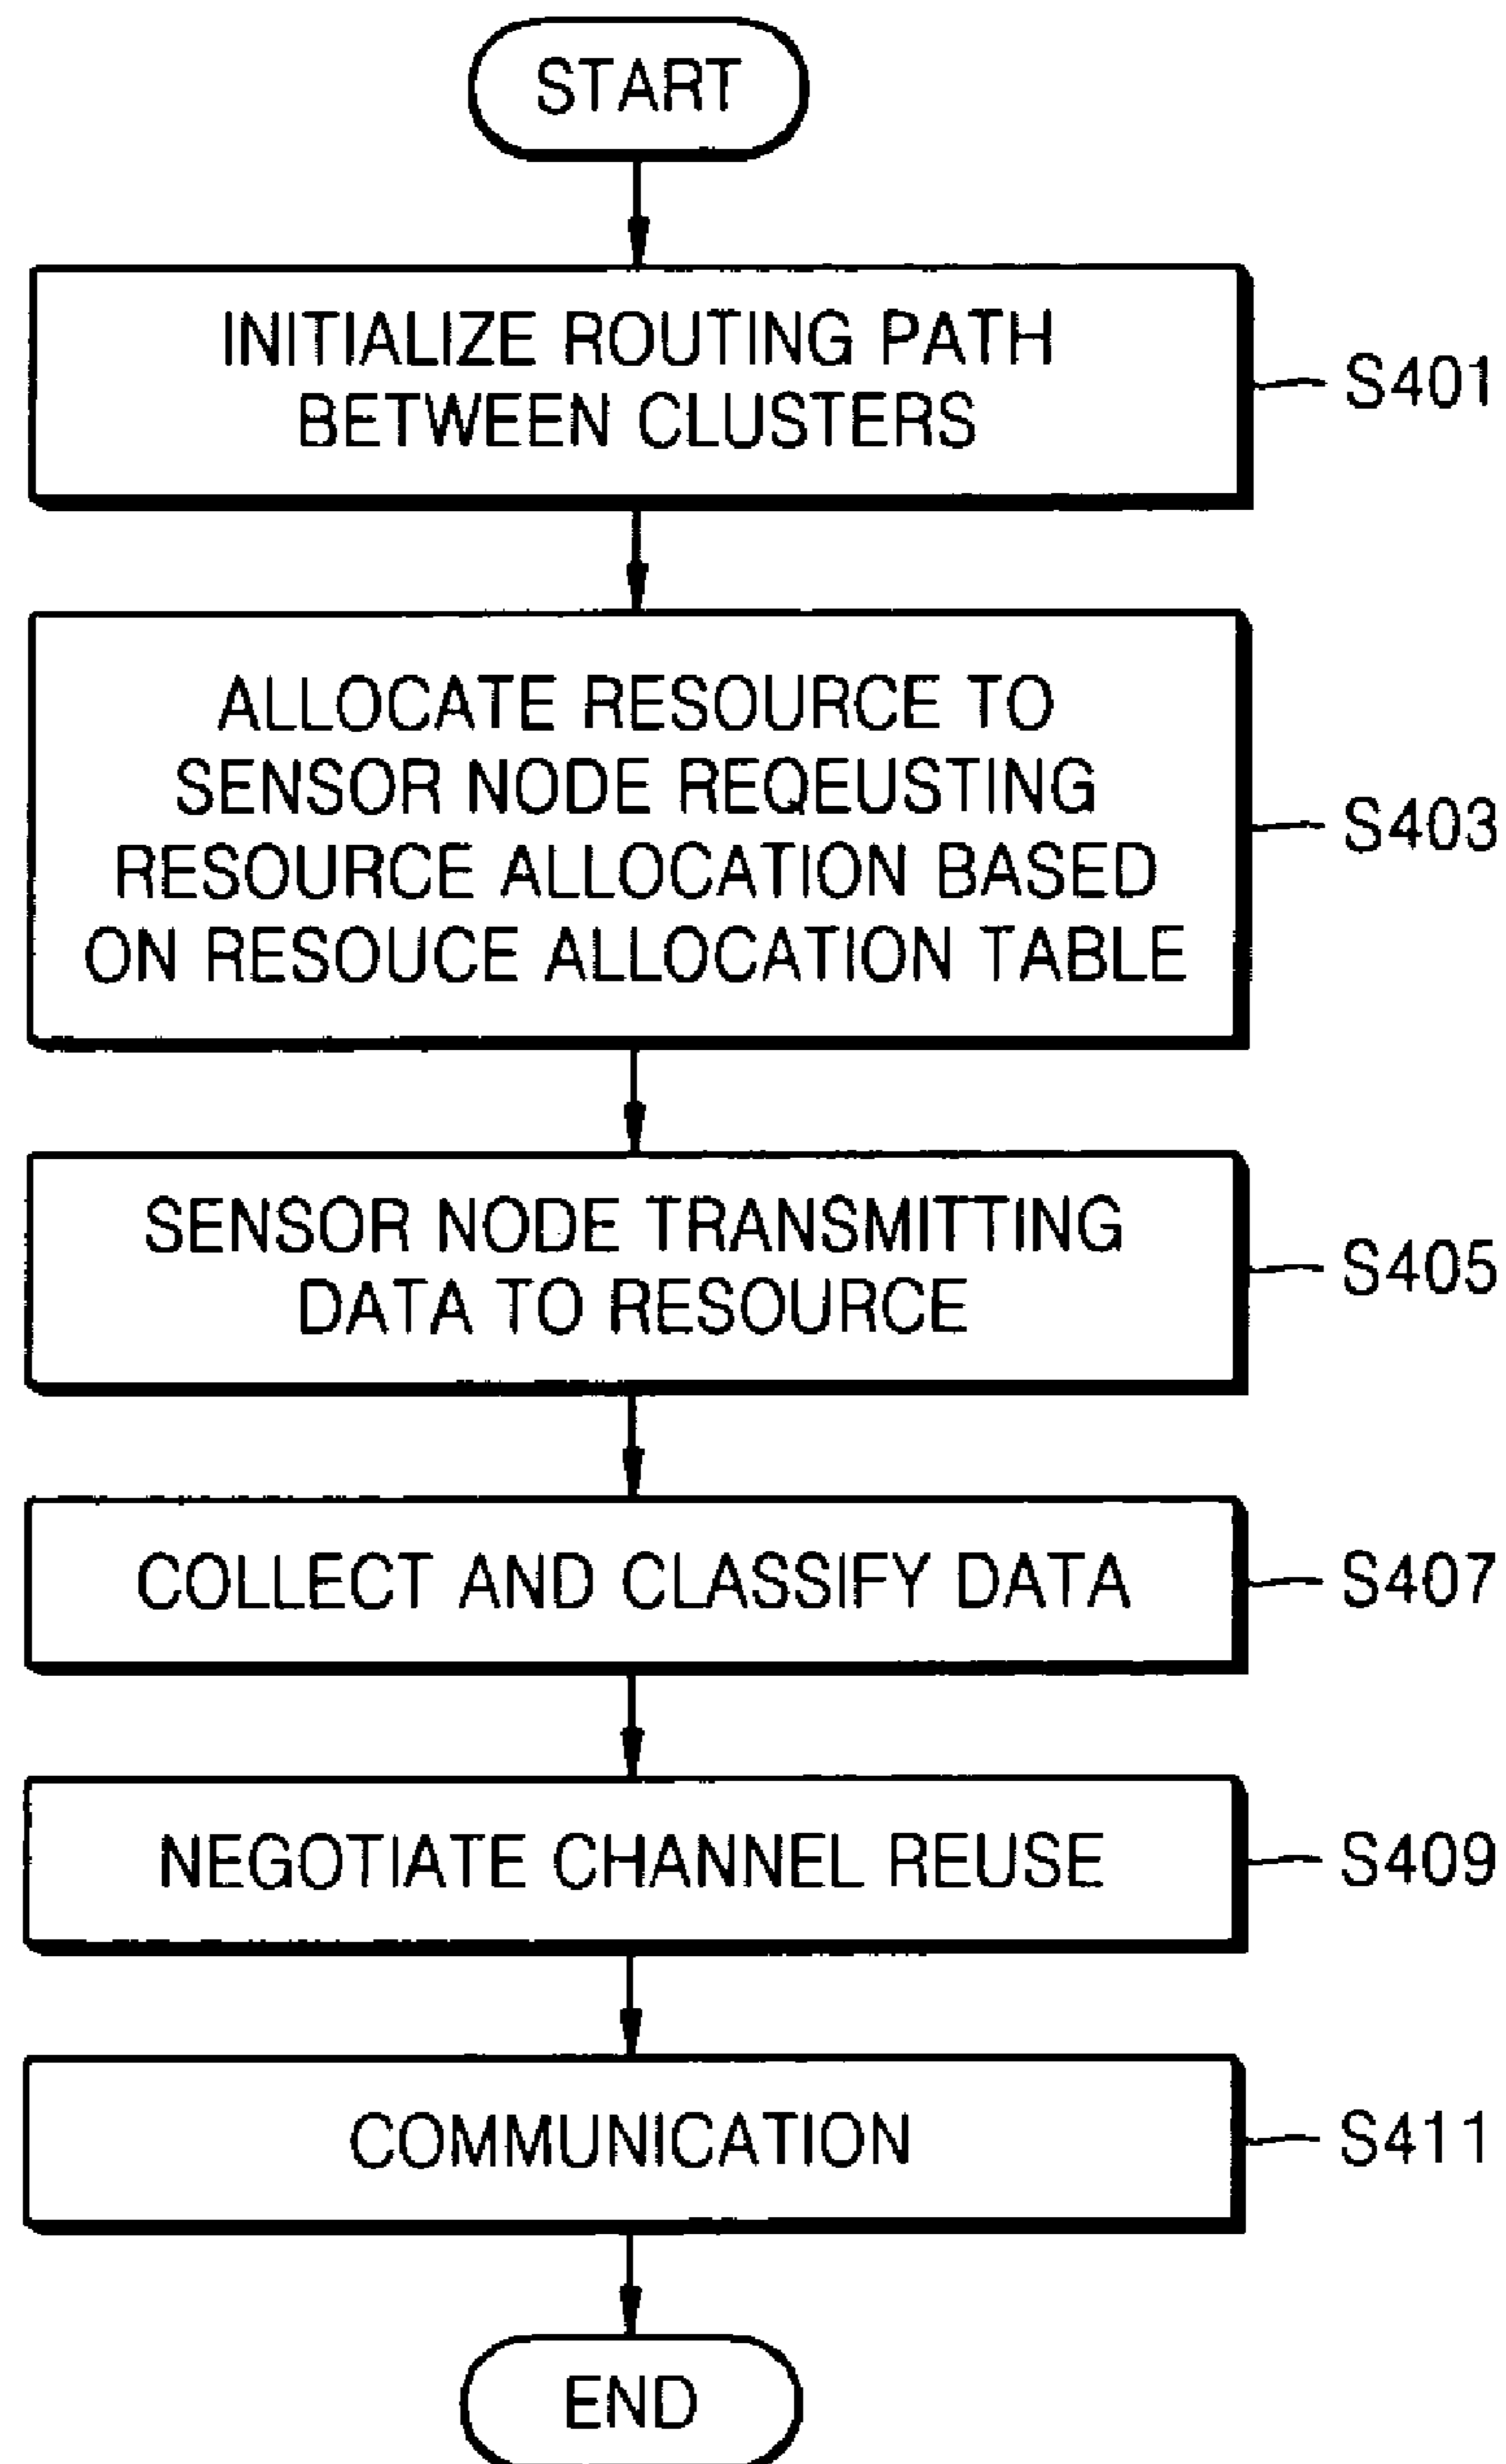 START
INITIALIZE ROUTING PATH
BETWEEN CLUSTERS
S401
ALLOCATE RESOURCE TO
SENSOR NODE REQEUSTING
RESOURCE ALLOCATION BASED
ON RESOUCE ALLOCATION TABLE
S403
SENSOR NODE TRANSMITTING
DATA TO RESOURCE
S405
COLLECT AND CLASSIFY DATA
S407
NEGOTIATE CHANNEL REUSE
S409
COMMUNICATION
S411
END